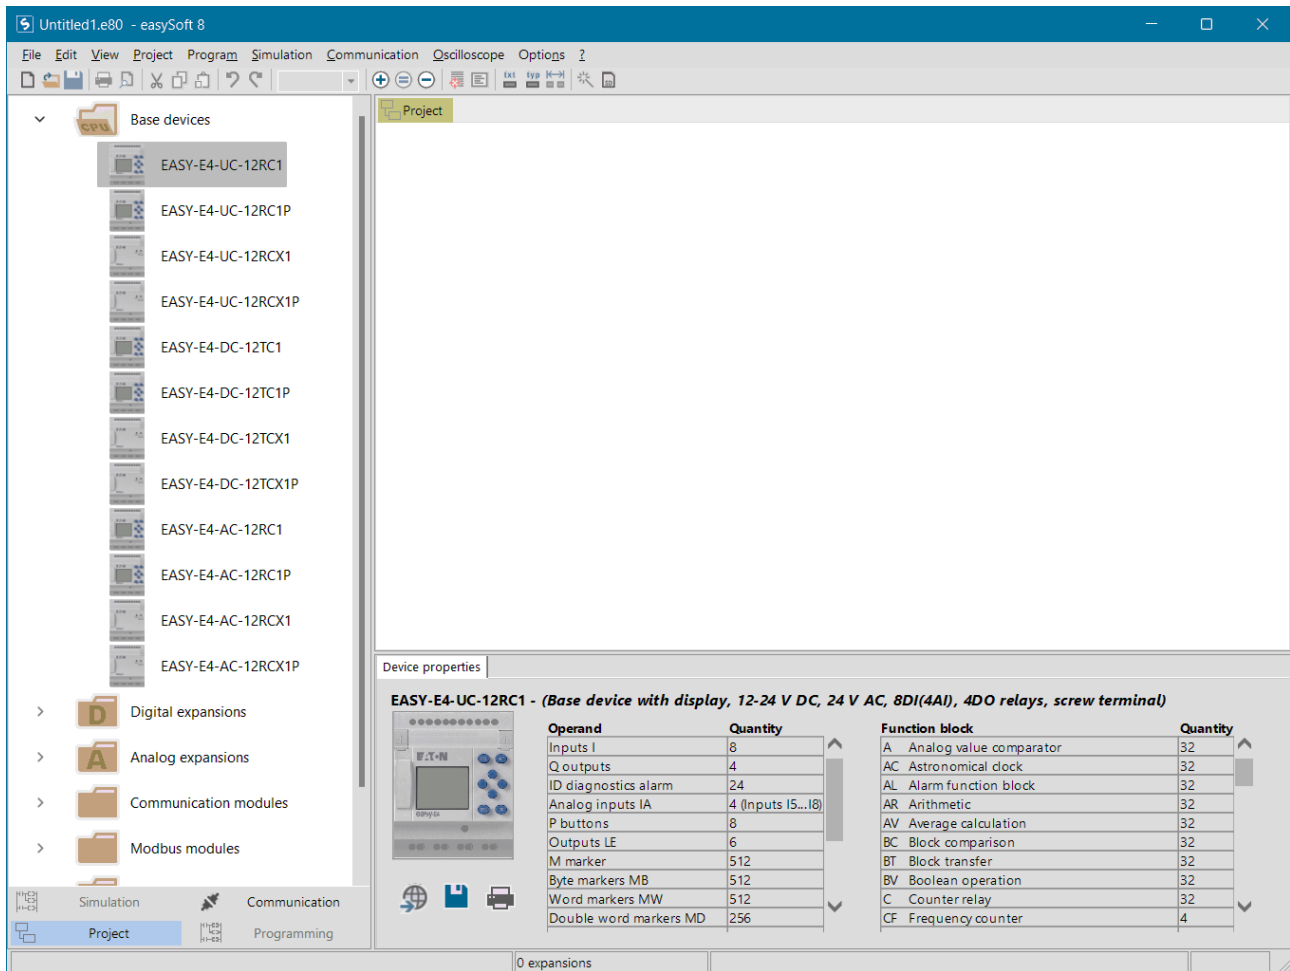 Untitled1.e80 - easySoft 8
File Edit View Project Program Simulation Communication Oscilloscope Options ?
txt typ
Project
CPU Base devices
EASY-E4-UC-12RC1
EASY-E4-UC-12RC1P
EASY-E4-UC-12RCX1
EASY-E4-UC-12RCX1P
EASY-E4-DC-12TC1
EASY-E4-DC-12TC1P
EASY-E4-DC-12TCX1
EASY-E4-DC-12TCX1P
EASY-E4-AC-12RC1
EASY-E4-AC-12RC1P
EASY-E4-AC-12RCX1
EASY-E4-AC-12RCX1P
D Digital expansions
A Analog expansions
Communication modules
Modbus modules
Simulation Communication
Project Programming
Device properties
EASY-E4-UC-12RC1 - (Base device with display, 12-24 V DC, 24 V AC, 8DI(4AI), 4DO relays, screw terminal)
Operand Quantity
Inputs I 8
Q outputs 4
ID diagnostics alarm 24
Analog inputs IA 4 (Inputs I5...I8)
P buttons 8
Outputs LE 6
M marker 512
Byte markers MB 512
Word markers MW 512
Double word markers MD 256
Function block Quantity
A Analog value comparator 32
AC Astronomical clock 32
AL Alarm function block 32
AR Arithmetic 32
AV Average calculation 32
BC Block comparison 32
BT Block transfer 32
BV Boolean operation 32
C Counter relay 32
CF Frequency counter 4
0 expansions